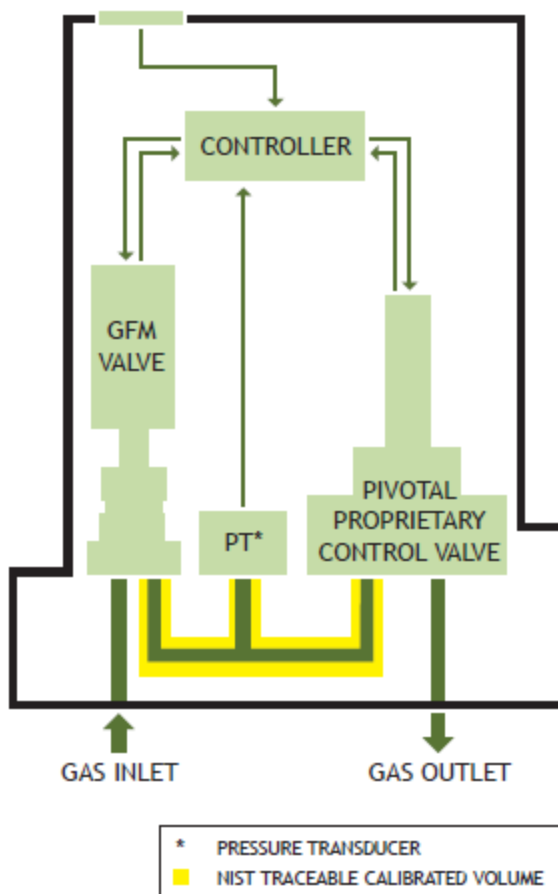 CONTROLLER
GFM
VALVE
PIVOTAL
PROPRIETARY
CONTROL VALVE
PT*
GAS INLET
GAS OUTLET
* PRESSURE TRANSDUCER
NIST TRACEABLE CALIBRATED VOLUME